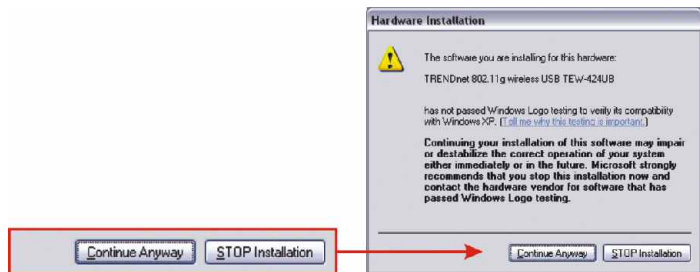 Hardware Installation
The software you are installing for this hardware:
TRENDnet 802.11g wireless USB TEW-424UB
has not passed Windows Logo testing to verify its compatibility
with Windows XP. (Tell me why this testing is important.)
Continuing your installation of this software may impair
or destabilize the correct operation of your system
either immediately or in the future. Microsoft strongly
recommends that you stop this installation now and
contact the hardware vendor for software that has
passed Windows Logo testing.
Continue Anyway STOP Installation
Continue Anyway STOP Installation